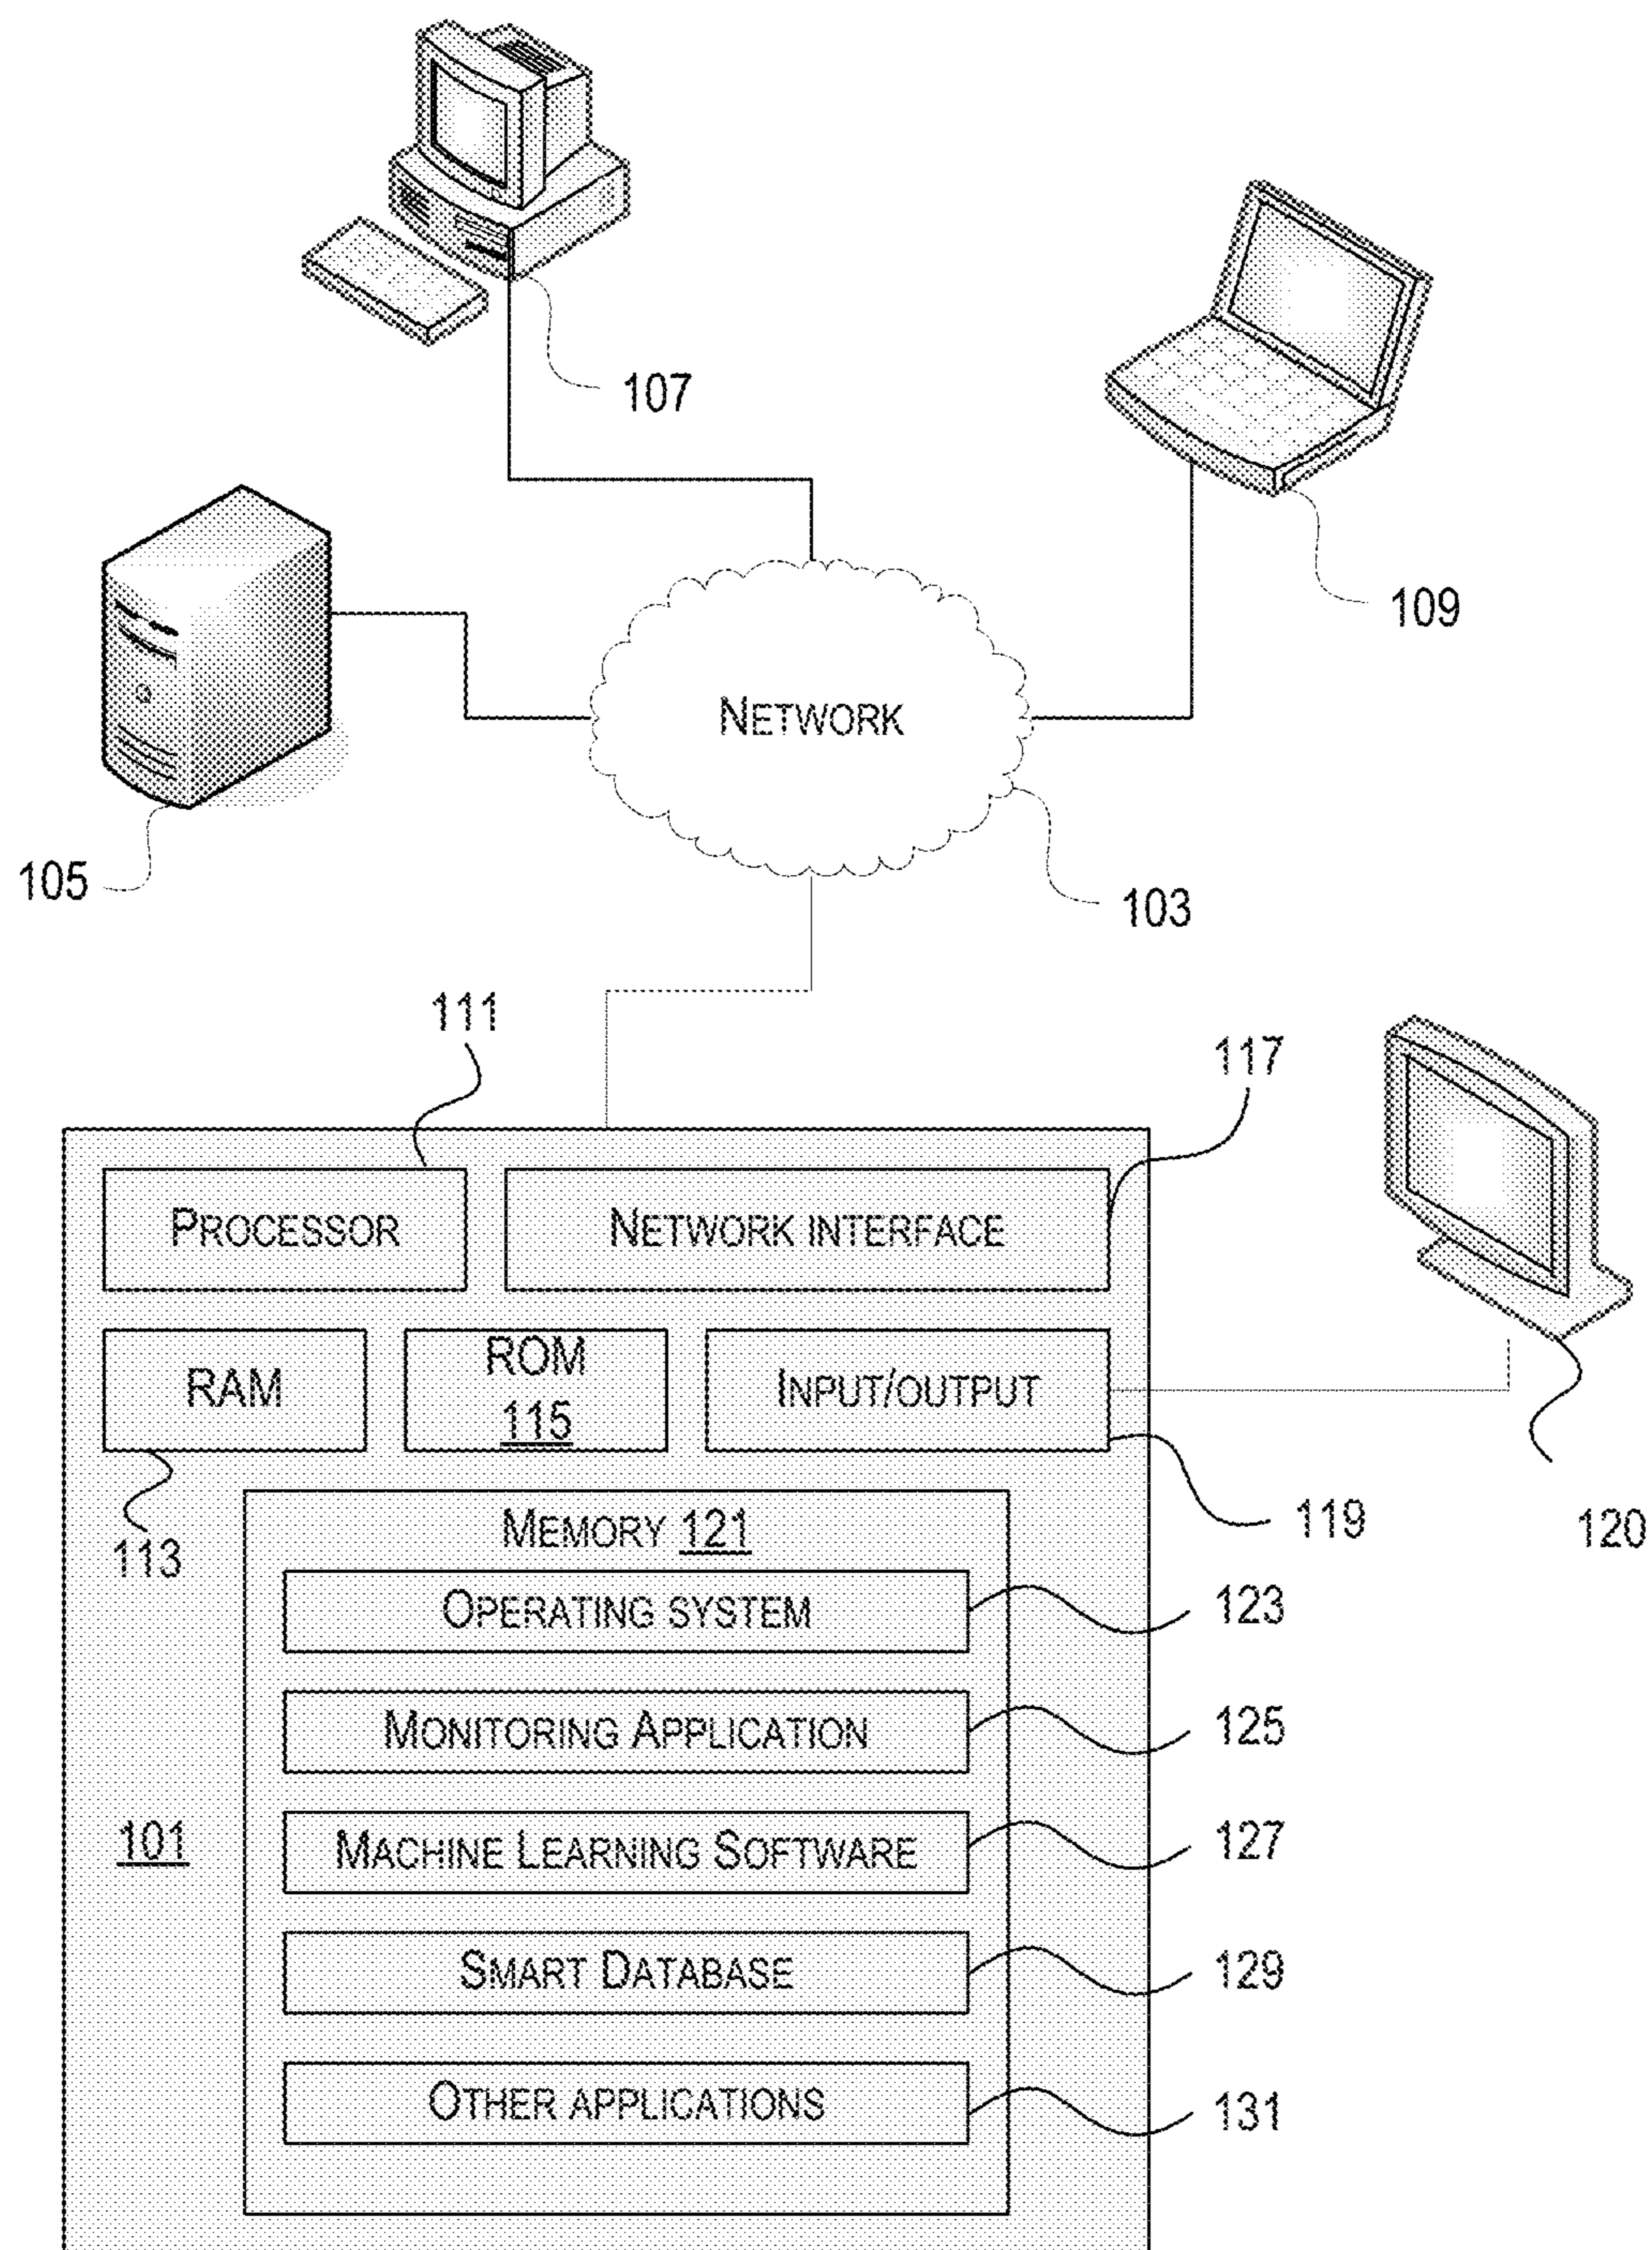 107
109
NETWORK
105
103
111
117
PROCESSOR
NETWORK INTERFACE
RAM
ROM
115
INPUT/OUTPUT
113
119
120
MEMORY 121
OPERATING SYSTEM
123
MONITORING APPLICATION
125
101
MACHINE LEARNING SOFTWARE
127
SMART DATABASE
129
OTHER APPLICATIONS
131